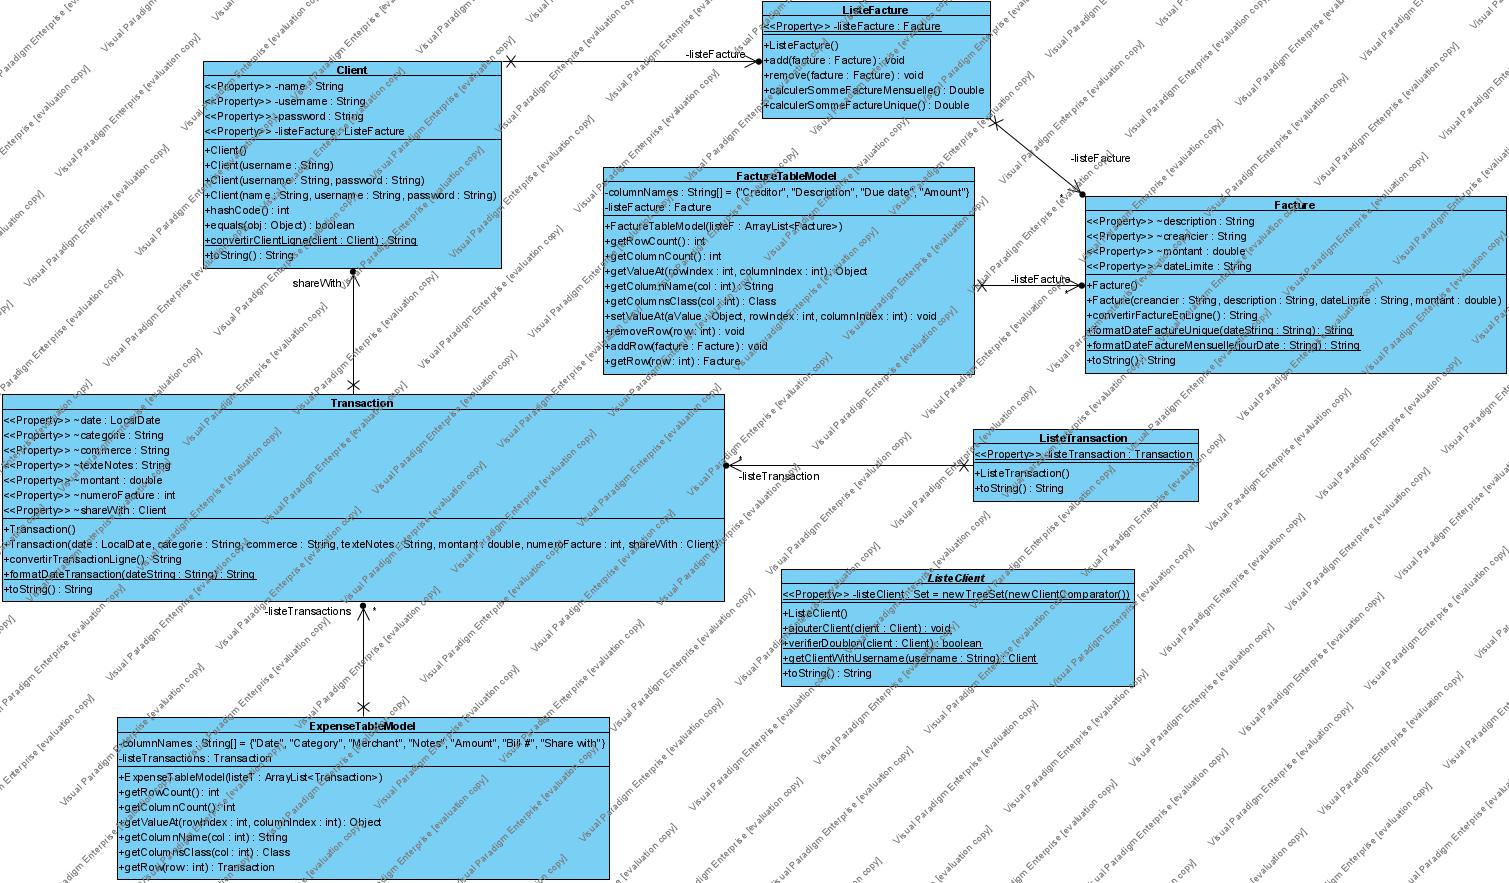 ListeFacture
<<Property>> -listeFacture : Facture
+ListeFacture()
+add(facture : Facture) : void
+remove(facture : Facture) : void
+calculerSommeFactureMensuelle() : Double
+calculerSommeFactureUnique() : Double
-listeFacture
Client
<<Property>> -name : String
<<Property>> -username : String
<<Property>> -password : String
<<Property>> -listeFacture : ListeFacture
+Client()
+Client(username : String)
+Client(username : String, password : String)
+Client(name : String, username : String, password : String)
+hashCode() : int
+equals(obj : Object) : boolean
+convertirClientLigne(client : Client) : String
+toString() : String
-listeFacture
*
FactureTableModel
-columnNames : String[] = {"Creditor", "Description", "Due date", "Amount"}
-listeFacture : Facture
+FactureTableModel(listeF : ArrayList<Facture>)
+getRowCount() : int
+getColumnCount() : int
+getValueAt(rowIndex : int, columnIndex : int) : Object
+getColumnName(col : int) : String
+getColumnsClass(col : int) : Class
+setValueAt(aValue : Object, rowIndex : int, columnIndex : int) : void
+removeRow(row : int) : void
+addRow(facture : Facture) : void
+getRow(row : int) : Facture
-listeFacture
*
Facture
<<Property>> ~description : String
<<Property>> ~creancier : String
<<Property>> ~montant : double
<<Property>> ~dateLimite : String
+Facture()
+Facture(creancier : String, description : String, dateLimite : String, montant : double)
+convertirFactureEnLigne() : String
+formatDateFactureUnique(dateString : String) : String
+formatDateFactureMensuelle(jourDate : String) : String
+toString() : String
shareWith
Transaction
<<Property>> ~date : LocalDate
<<Property>> ~categorie : String
<<Property>> ~commerce : String
<<Property>> ~texteNotes : String
<<Property>> ~montant : double
<<Property>> ~numeroFacture : int
<<Property>> ~shareWith : Client
+Transaction()
+Transaction(date : LocalDate, categorie : String, commerce : String, texteNotes : String, montant : double, numeroFacture : int, shareWith : Client)
+convertirTransactionLigne() : String
+formatDateTransaction(dateString : String) : String
+toString() : String
*
-listeTransaction
ListeTransaction
<<Property>> -listeTransaction : Transaction
+ListeTransaction()
+toString() : String
ListeClient
<<Property>> -listeClient : Set = new TreeSet(new ClientComparator())
+ListeClient()
+ajouterClient(client : Client) : void
+verifierDoublon(client : Client) : boolean
+getClientWithUsername(username : String) : Client
+toString() : String
-listeTransactions
*
ExpenseTableModel
-columnNames : String[] = {"Date", "Category", "Merchant", "Notes", "Amount", "Bill #", "Share with"}
-listeTransactions : Transaction
+ExpenseTableModel(listeT : ArrayList<Transaction>)
+getRowCount() : int
+getColumnCount() : int
+getValueAt(rowIndex : int, columnIndex : int) : Object
+getColumnName(col : int) : String
+getColumnsClass(col : int) : Class
+getRow(row : int) : Transaction
Visual Paradigm Enterprise [evaluation copy]